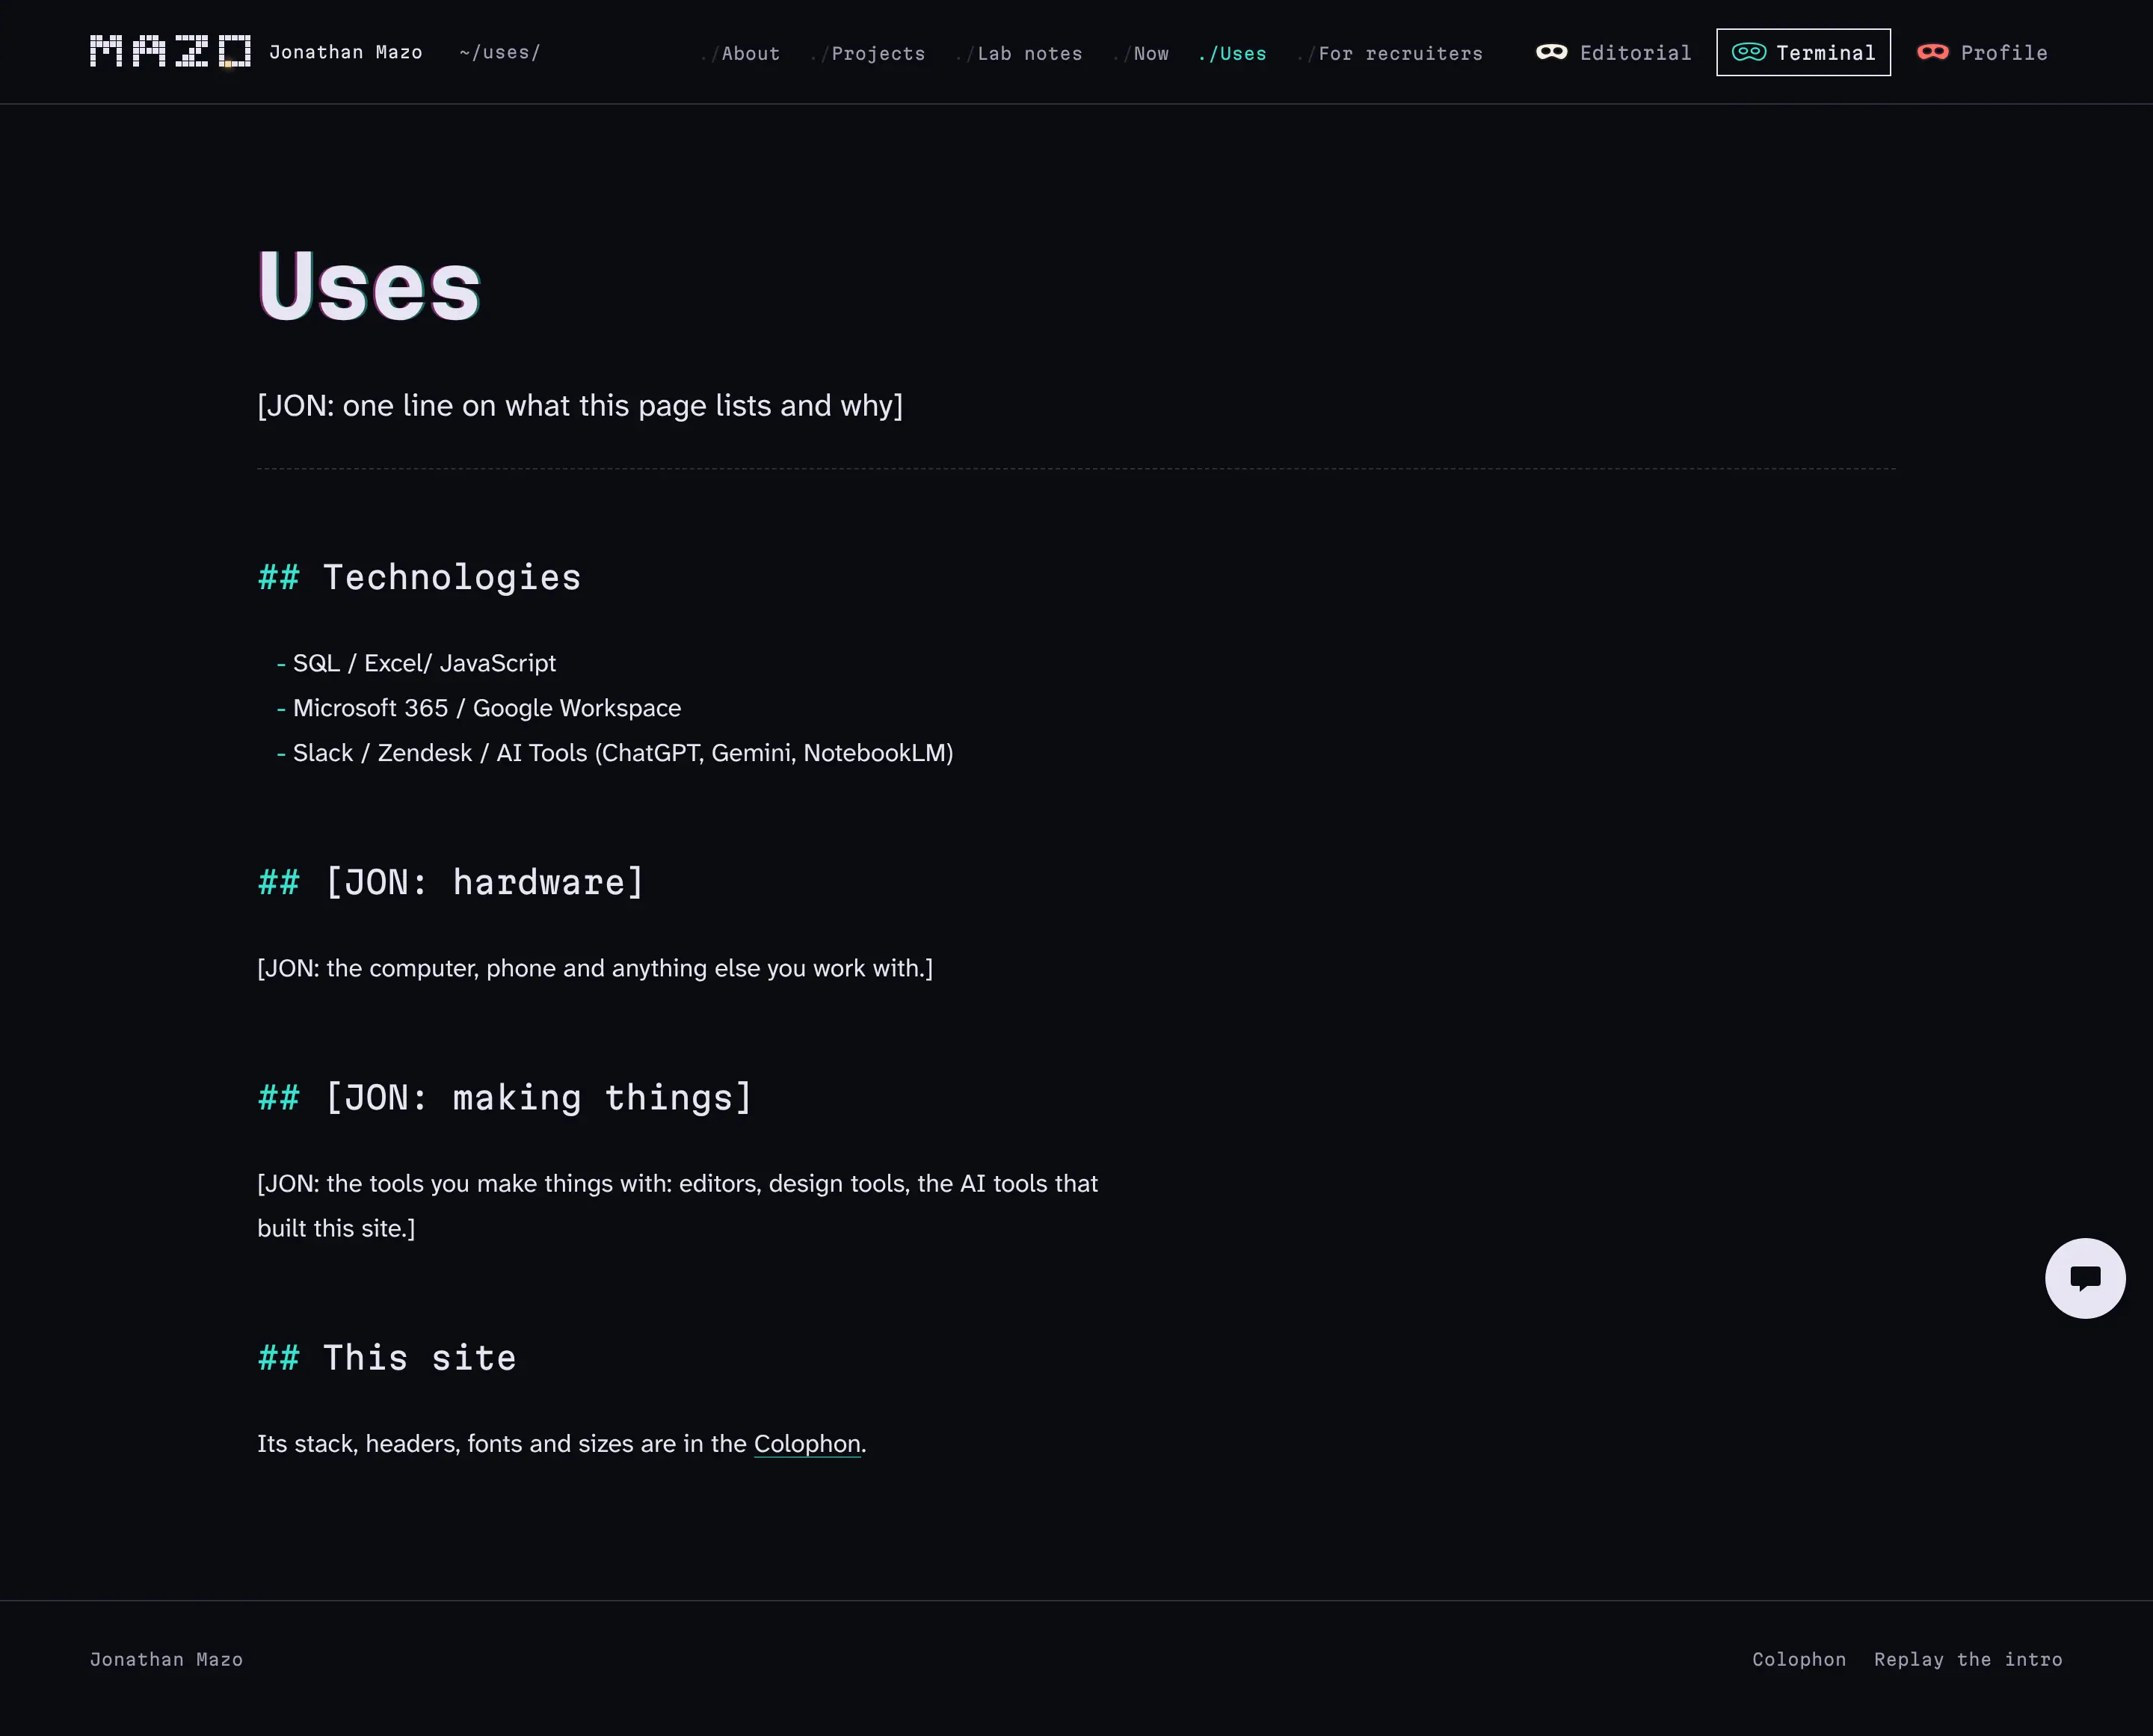 MAZO Jonathan Mazo ~/uses/ ./About ./Projects ./Lab notes ./Now ./Uses ./For recruiters Editorial Terminal Profile
Uses
[JON: one line on what this page lists and why]
## Technologies
- SQL / Excel/ JavaScript
- Microsoft 365 / Google Workspace
- Slack / Zendesk / AI Tools (ChatGPT, Gemini, NotebookLM)
## [JON: hardware]
[JON: the computer, phone and anything else you work with.]
## [JON: making things]
[JON: the tools you make things with: editors, design tools, the AI tools that
built this site.]
## This site
Its stack, headers, fonts and sizes are in the Colophon.
Jonathan Mazo Colophon Replay the intro